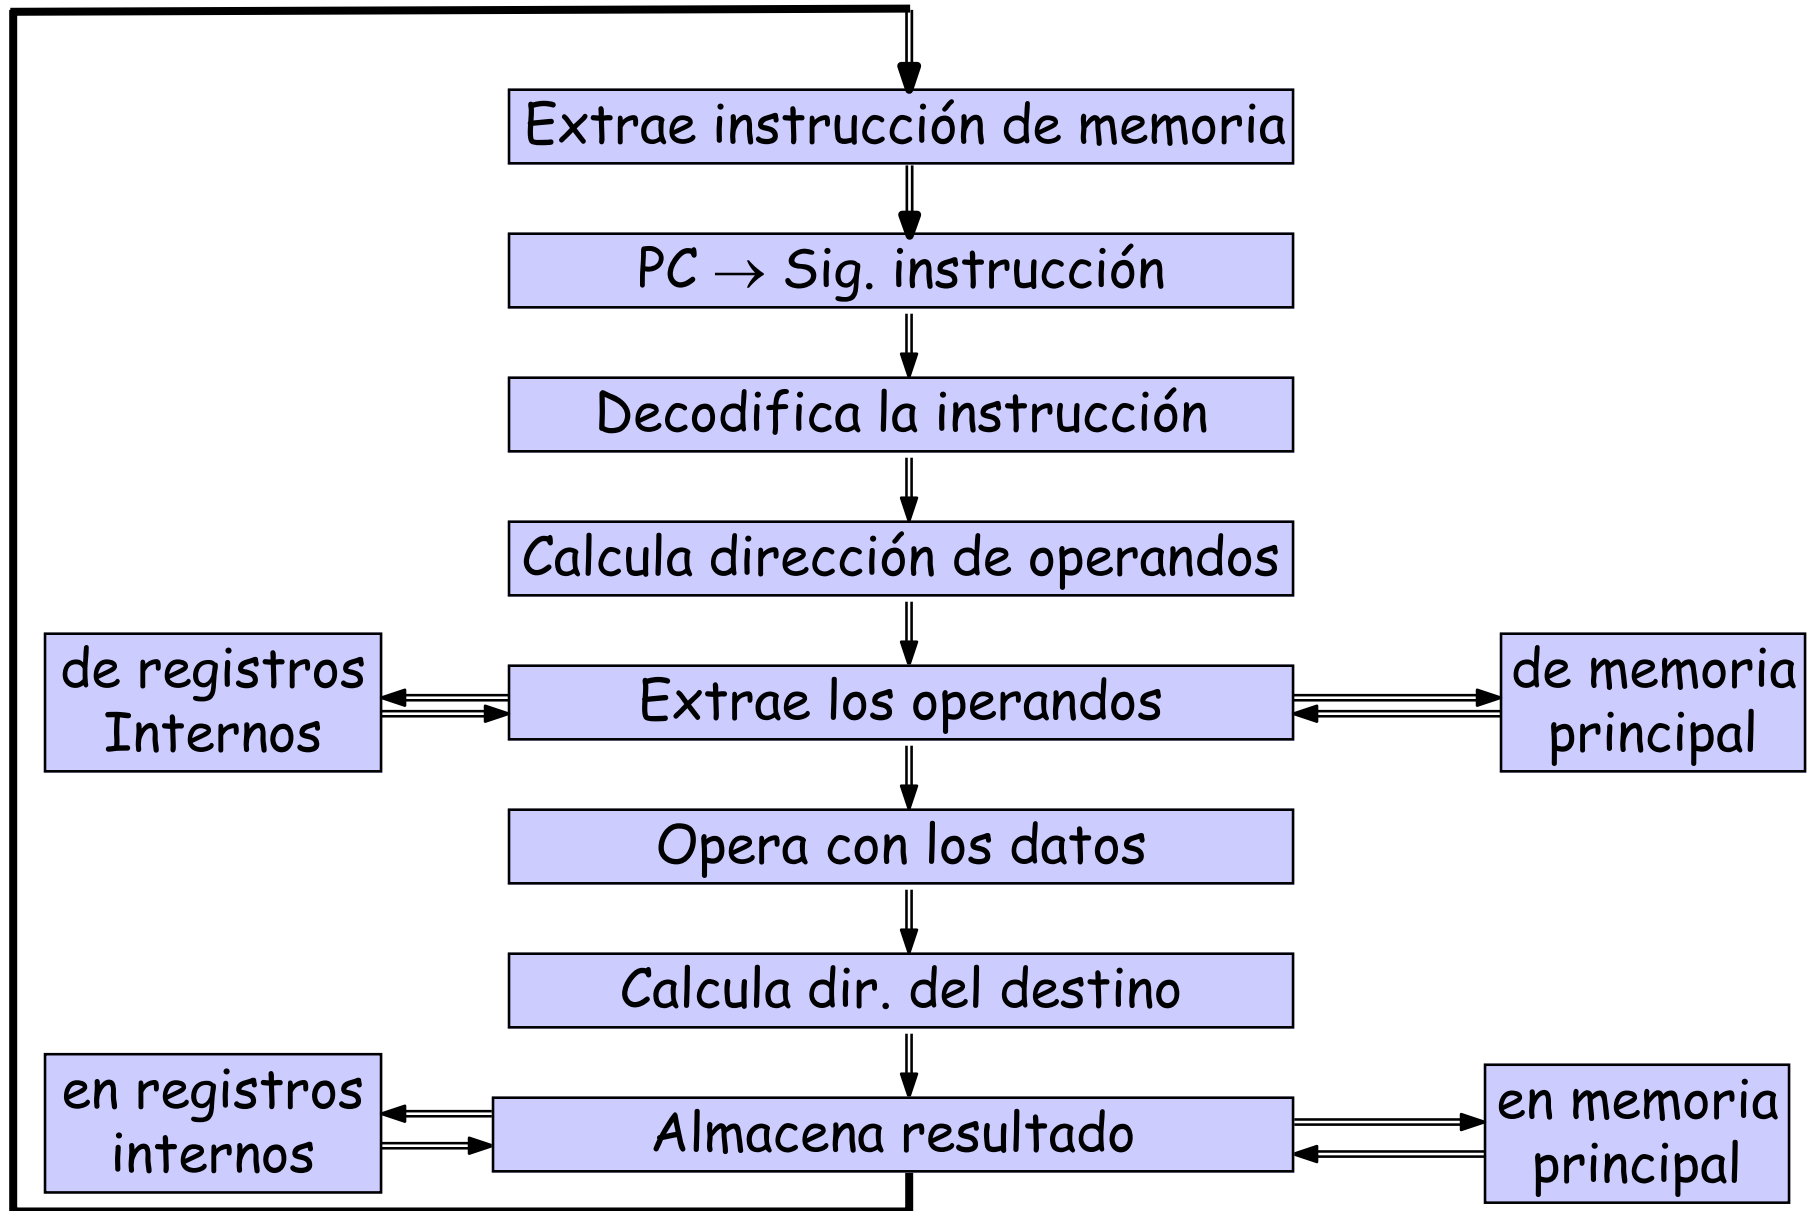 Extrae instrucción de memoria
PC → Sig. instrucción
Decodifica la instrucción
Calcula dirección de operandos
de registros
Internos
Extrae los operandos
de memoria
principal
Opera con los datos
Calcula dir. del destino
en registros
internos
Almacena resultado
en memoria
principal